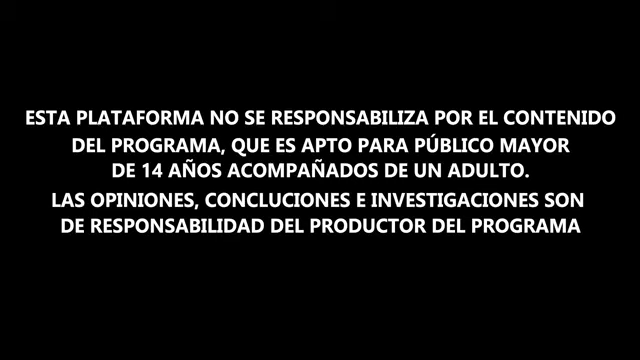 ESTA PLATAFORMA NO SE RESPONSABILIZA POR EL CONTENIDO
DEL PROGRAMA, QUE ES APTO PARA PÚBLICO MAYOR
DE 14 AÑOS ACOMPAÑADOS DE UN ADULTO.
LAS OPINIONES, CONCLUCIONES E INVESTIGACIONES SON
DE RESPONSABILIDAD DEL PRODUCTOR DEL PROGRAMA